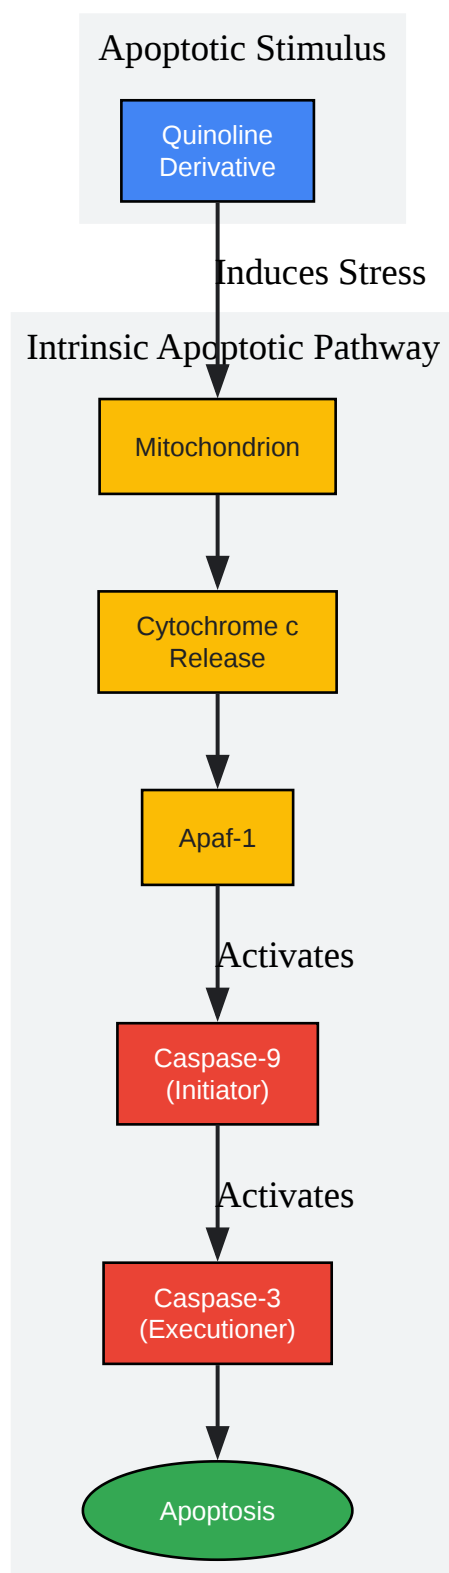 Apoptotic Stimulus
Quinoline
Derivative
Induces Stress
Intrinsic Apoptotic Pathway
Mitochondrion
Cytochrome c
Release
Apaf-1
Activates
Caspase-9
(Initiator)
Activates
Caspase-3
(Executioner)
Apoptosis